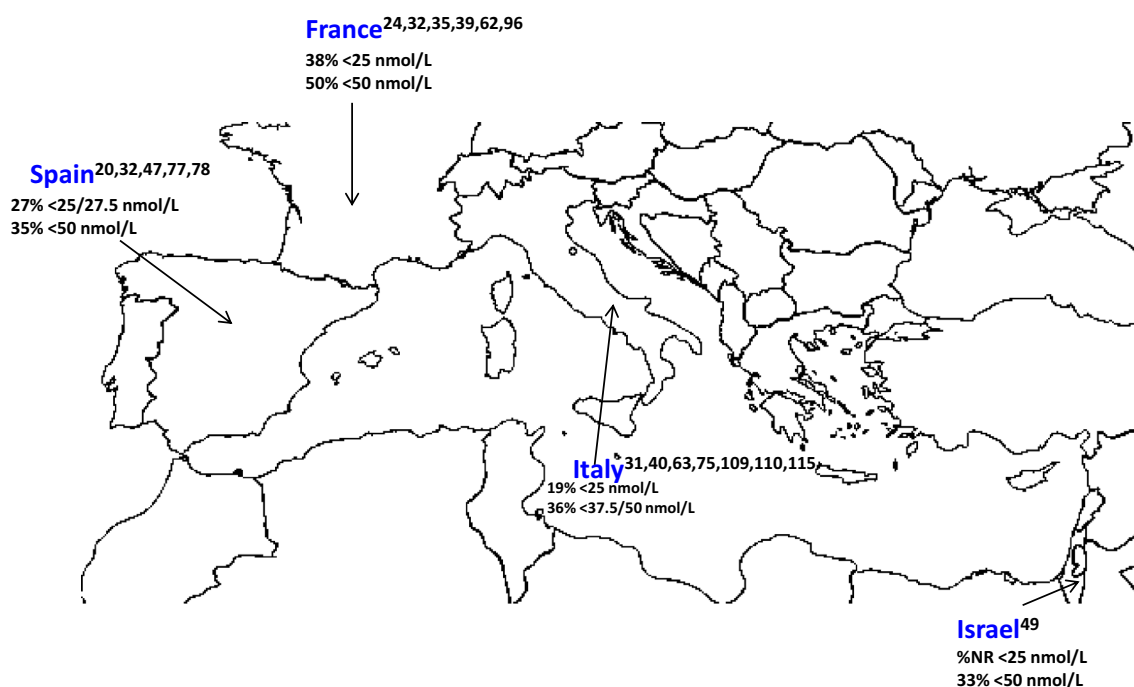 France24,32,35,39,62,96
38% <25 nmol/L
50% <50 nmol/L
Spain20,32,47,77,78
27% <25/27.5 nmol/L
35% <50 nmol/L
Italy31,40,63,75,109,110,115,
19% <25 nmol/L
36% <37.5/50 nmol/L
Israel49
%NR <25 nmol/L
33% <50 nmol/L